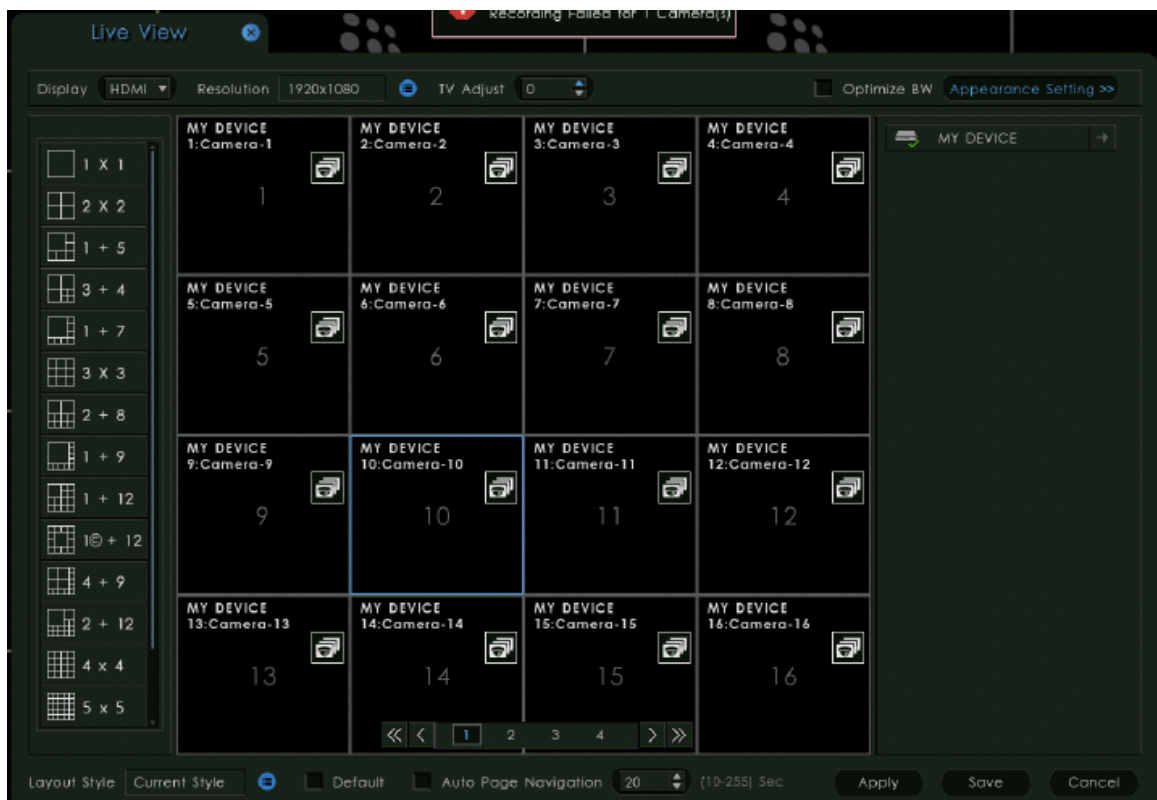 Recording Failed for 1 Camera(s)
Live View
Display HDMI Resolution 1920x1080 TV Adjust 0 Optimize BW Appearance Setting >>
1 X 1
2 X 2
1 + 5
3 + 4
1 + 7
3 X 3
2 + 8
1 + 9
1 + 12
1© + 12
4 + 9
2 + 12
4 x 4
5 x 5
MY DEVICE
1:Camera-1
1
MY DEVICE
2:Camera-2
2
MY DEVICE
3:Camera-3
3
MY DEVICE
4:Camera-4
4
MY DEVICE
5:Camera-5
5
MY DEVICE
6:Camera-6
6
MY DEVICE
7:Camera-7
7
MY DEVICE
8:Camera-8
8
MY DEVICE
9:Camera-9
9
MY DEVICE
10:Camera-10
10
MY DEVICE
11:Camera-11
11
MY DEVICE
12:Camera-12
12
MY DEVICE
13:Camera-13
13
MY DEVICE
14:Camera-14
14
MY DEVICE
15:Camera-15
15
MY DEVICE
16:Camera-16
16
1 2 3 4
MY DEVICE
Layout Style Current Style Default Auto Page Navigation 20 (10-255) Sec Apply Save Cancel